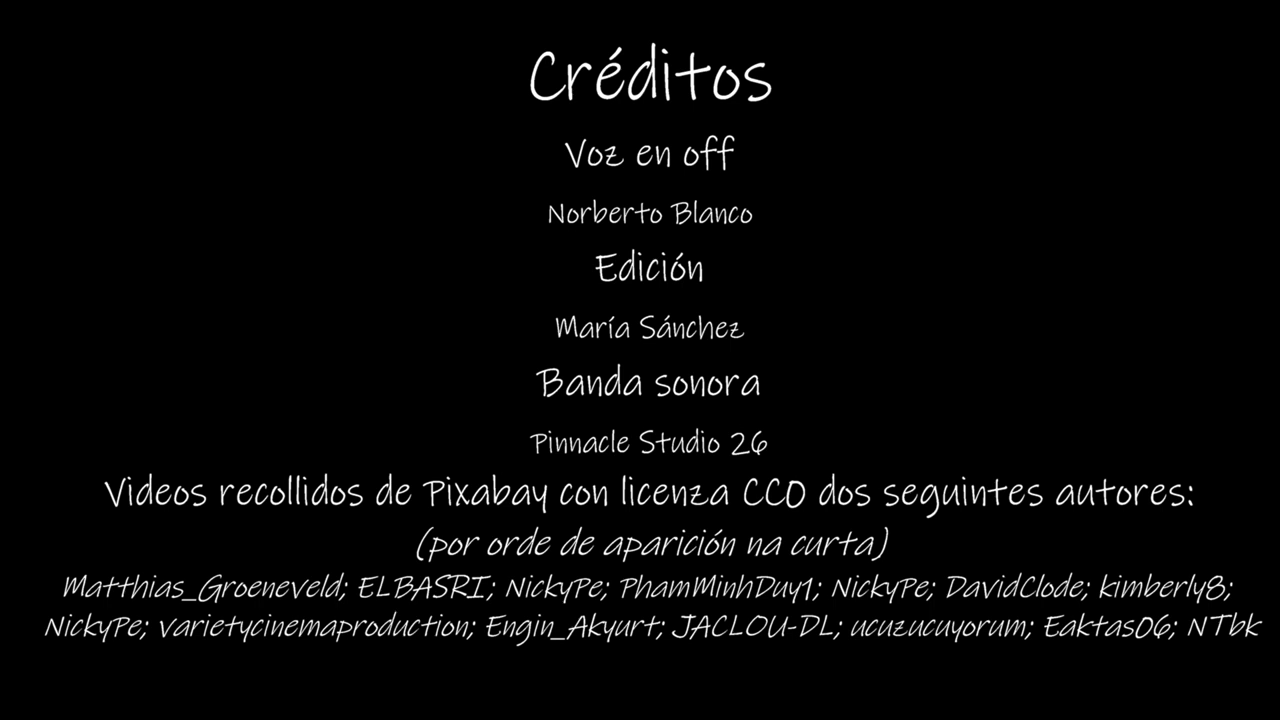 Créditos
Voz en off
Norberto Blanco
Edición
María Sánchez
Banda sonora
Pinnacle Studio 26
Videos recollidos de Pixabay con licenza CC0 dos seguintes autores:
(por orde de aparición na curta)
Matthias_Groeneveld; ELBASRI; NickyPe; PhamMinhDuy1; NickyPe; DavidClode; kimberly8;
NickyPe; varietycinemaproduction; Engin_Akyurt; JACLOU-DL; ucuzucuyorum; Eaktas06; NTbk